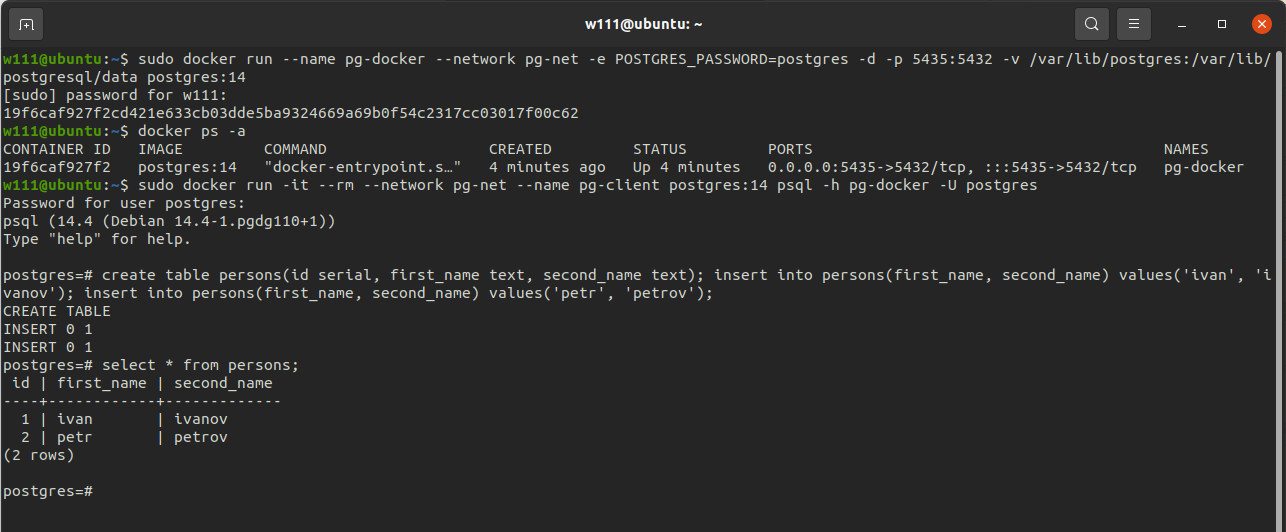 w111@ubuntu: ~
w111@ubuntu:~$ sudo docker run --name pg-docker --network pg-net -e POSTGRES_PASSWORD=postgres -d -p 5435:5432 -v /var/lib/postgres:/var/lib/
postgresql/data postgres:14
[sudo] password for w111:
19f6caf927f2cd421e633cb03dde5ba9324669a69b0f54c2317cc03017f00c62
w111@ubuntu:~$ docker ps -a
CONTAINER ID   IMAGE         COMMAND                  CREATED         STATUS         PORTS                                       NAMES
19f6caf927f2   postgres:14   "docker-entrypoint.s…"   4 minutes ago   Up 4 minutes   0.0.0.0:5435->5432/tcp, :::5435->5432/tcp   pg-docker
w111@ubuntu:~$ sudo docker run -it --rm --network pg-net --name pg-client postgres:14 psql -h pg-docker -U postgres
Password for user postgres:
psql (14.4 (Debian 14.4-1.pgdg110+1))
Type "help" for help.
postgres=# create table persons(id serial, first_name text, second_name text); insert into persons(first_name, second_name) values('ivan', 'i
vanov'); insert into persons(first_name, second_name) values('petr', 'petrov');
CREATE TABLE
INSERT 0 1
INSERT 0 1
postgres=# select * from persons;
 id | first_name | second_name
----+------------+-------------
  1 | ivan       | ivanov
  2 | petr       | petrov
(2 rows)
postgres=#